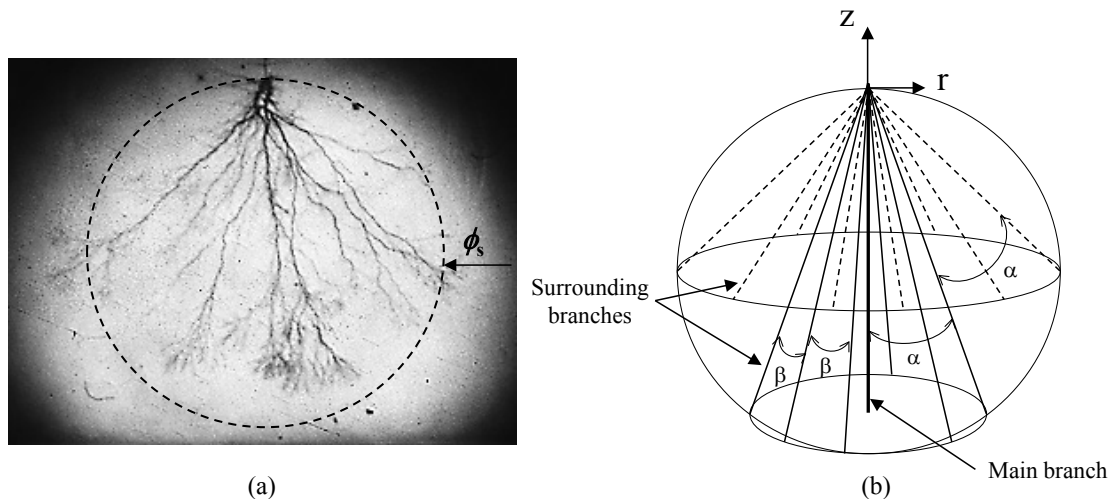 z
r
ϕs
α
Surrounding
branches
β
β
α
Main branch
(a)
(b)